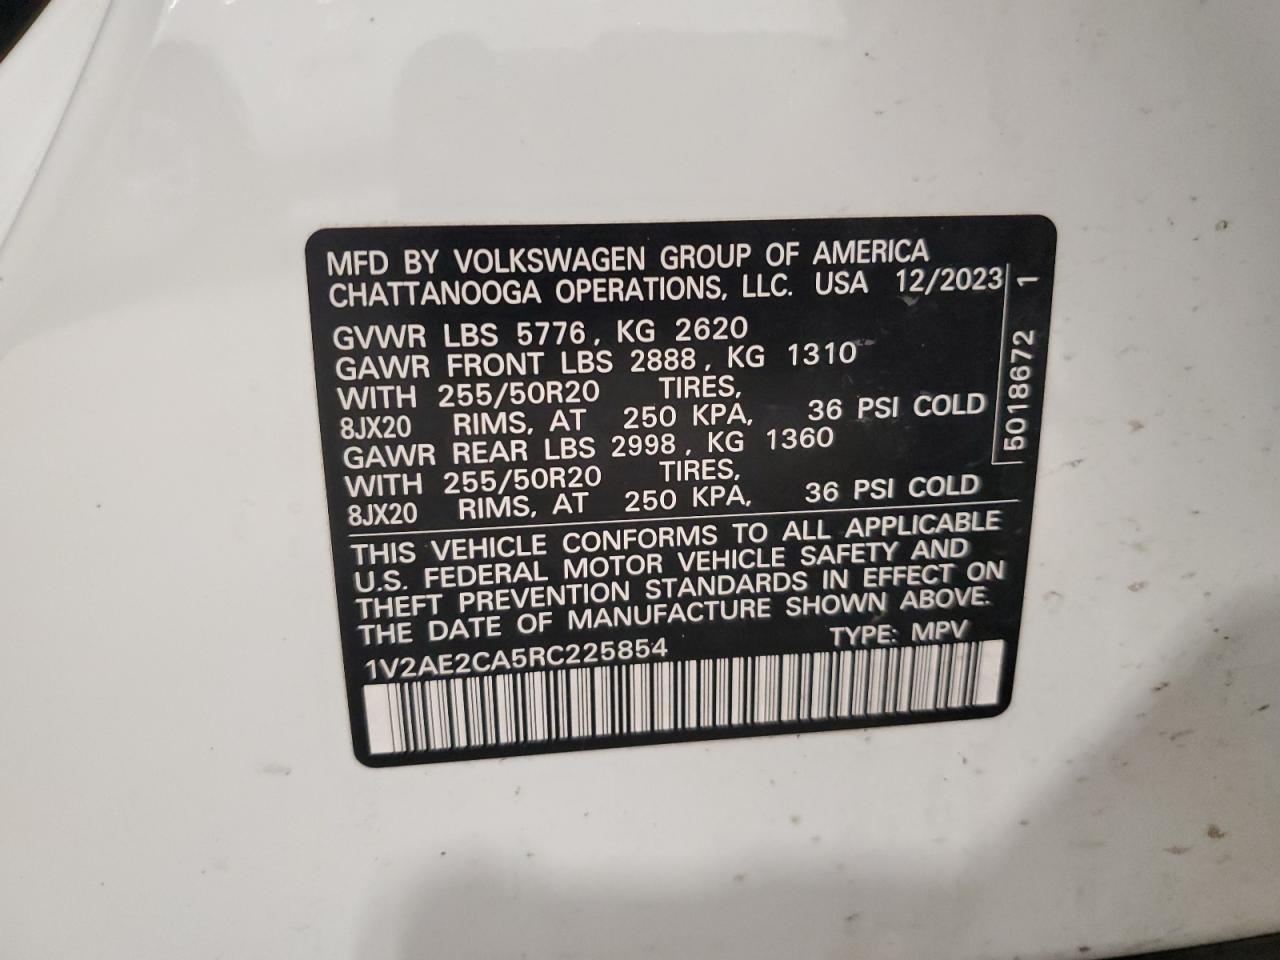 MFD BY VOLKSWAGEN GROUP OF AMERICA
CHATTANOOGA OPERATIONS, LLC. USA 12/2023
GVWR LBS 5776, KG 2620
GAWR FRONT LBS 2888, KG 1310
WITH 255/50R20 TIRES,
8JX20 RIMS, AT 250 KPA, 36 PSI COLD
GAWR REAR LBS 2998, KG 1360
WITH 255/50R20 TIRES,
8JX20 RIMS, AT 250 KPA, 36 PSI COLD
5018672 1
THIS VEHICLE CONFORMS TO ALL APPLICABLE
U.S. FEDERAL MOTOR VEHICLE SAFETY AND
THEFT PREVENTION STANDARDS IN EFFECT ON
THE DATE OF MANUFACTURE SHOWN ABOVE.
1V2AE2CA5RC225854 TYPE: MPV